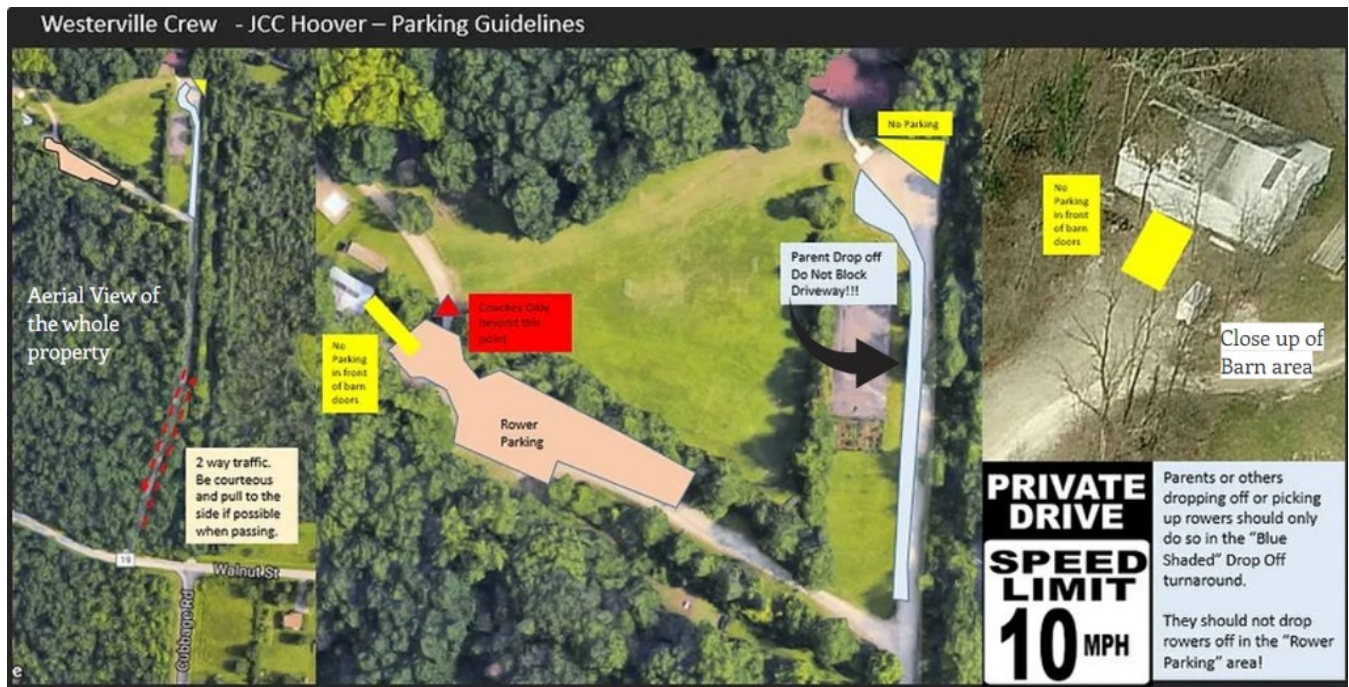 Westerville Crew - JCC Hoover – Parking Guidelines
Aerial View of
the whole
property
2 way traffic.
Be courteous
and pull to the
side if possible
when passing.
19
Walnut St
Cubbage Rd
e
No Parking
Parent Drop off
Do Not Block
Driveway!!!
Coaches Only
beyond this
point
No
Parking
in front
of barn
doors
Rower
Parking
No
Parking
in front
of barn
doors
Close up of
Barn area
PRIVATE
DRIVE
SPEED
LIMIT
10 MPH
Parents or others
dropping off or picking
up rowers should only
do so in the “Blue
Shaded” Drop Off
turnaround.
They should not drop
rowers off in the “Rower
Parking” area!